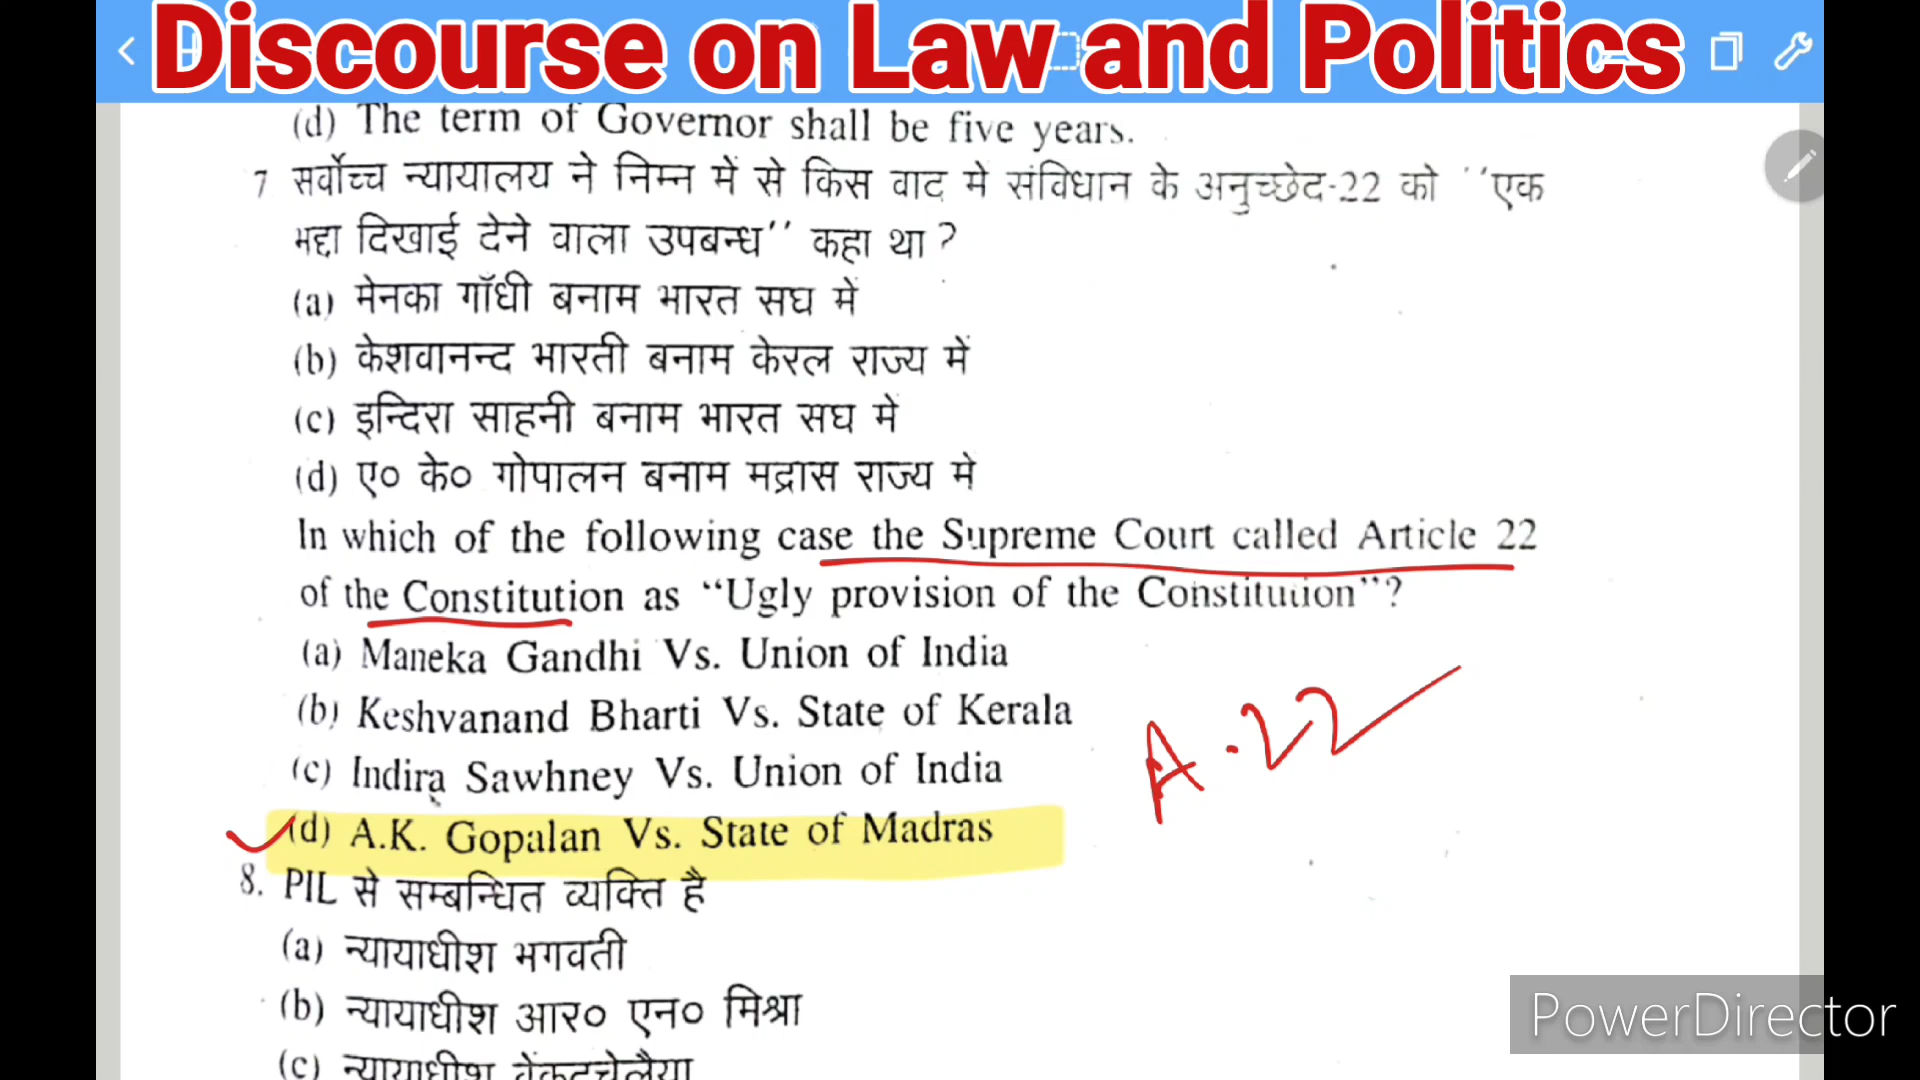 Discourse on Law and Politics
(d) The term of Governor shall be five years.
7 सर्वोच्च न्यायालय ने निम्न में से किस वाद मे संविधान के अनुच्छेद-22 को ''एक
भद्दा दिखाई देने वाला उपबन्ध'' कहा था ?
(a) मेनका गाँधी बनाम भारत सघ में
(b) केशवानन्द भारती बनाम केरल राज्य में
(c) इन्दिरा साहनी बनाम भारत सघ मे
(d) ए० के० गोपालन बनाम मद्रास राज्य मे
In which of the following case the Supreme Court called Article 22
of the Constitution as “Ugly provision of the Constitution”?
(a) Maneka Gandhi Vs. Union of India
(b) Keshvanand Bharti Vs. State of Kerala
(c) Indira Sawhney Vs. Union of India
A.22
(d) A.K. Gopalan Vs. State of Madras
8. PIL से सम्बन्धित व्यक्ति है
(a) न्यायाधीश भगवती
(b) न्यायाधीश आर० एन० मिश्रा
(c) न्यायाधीश वेंकटचेलैया
PowerDirector